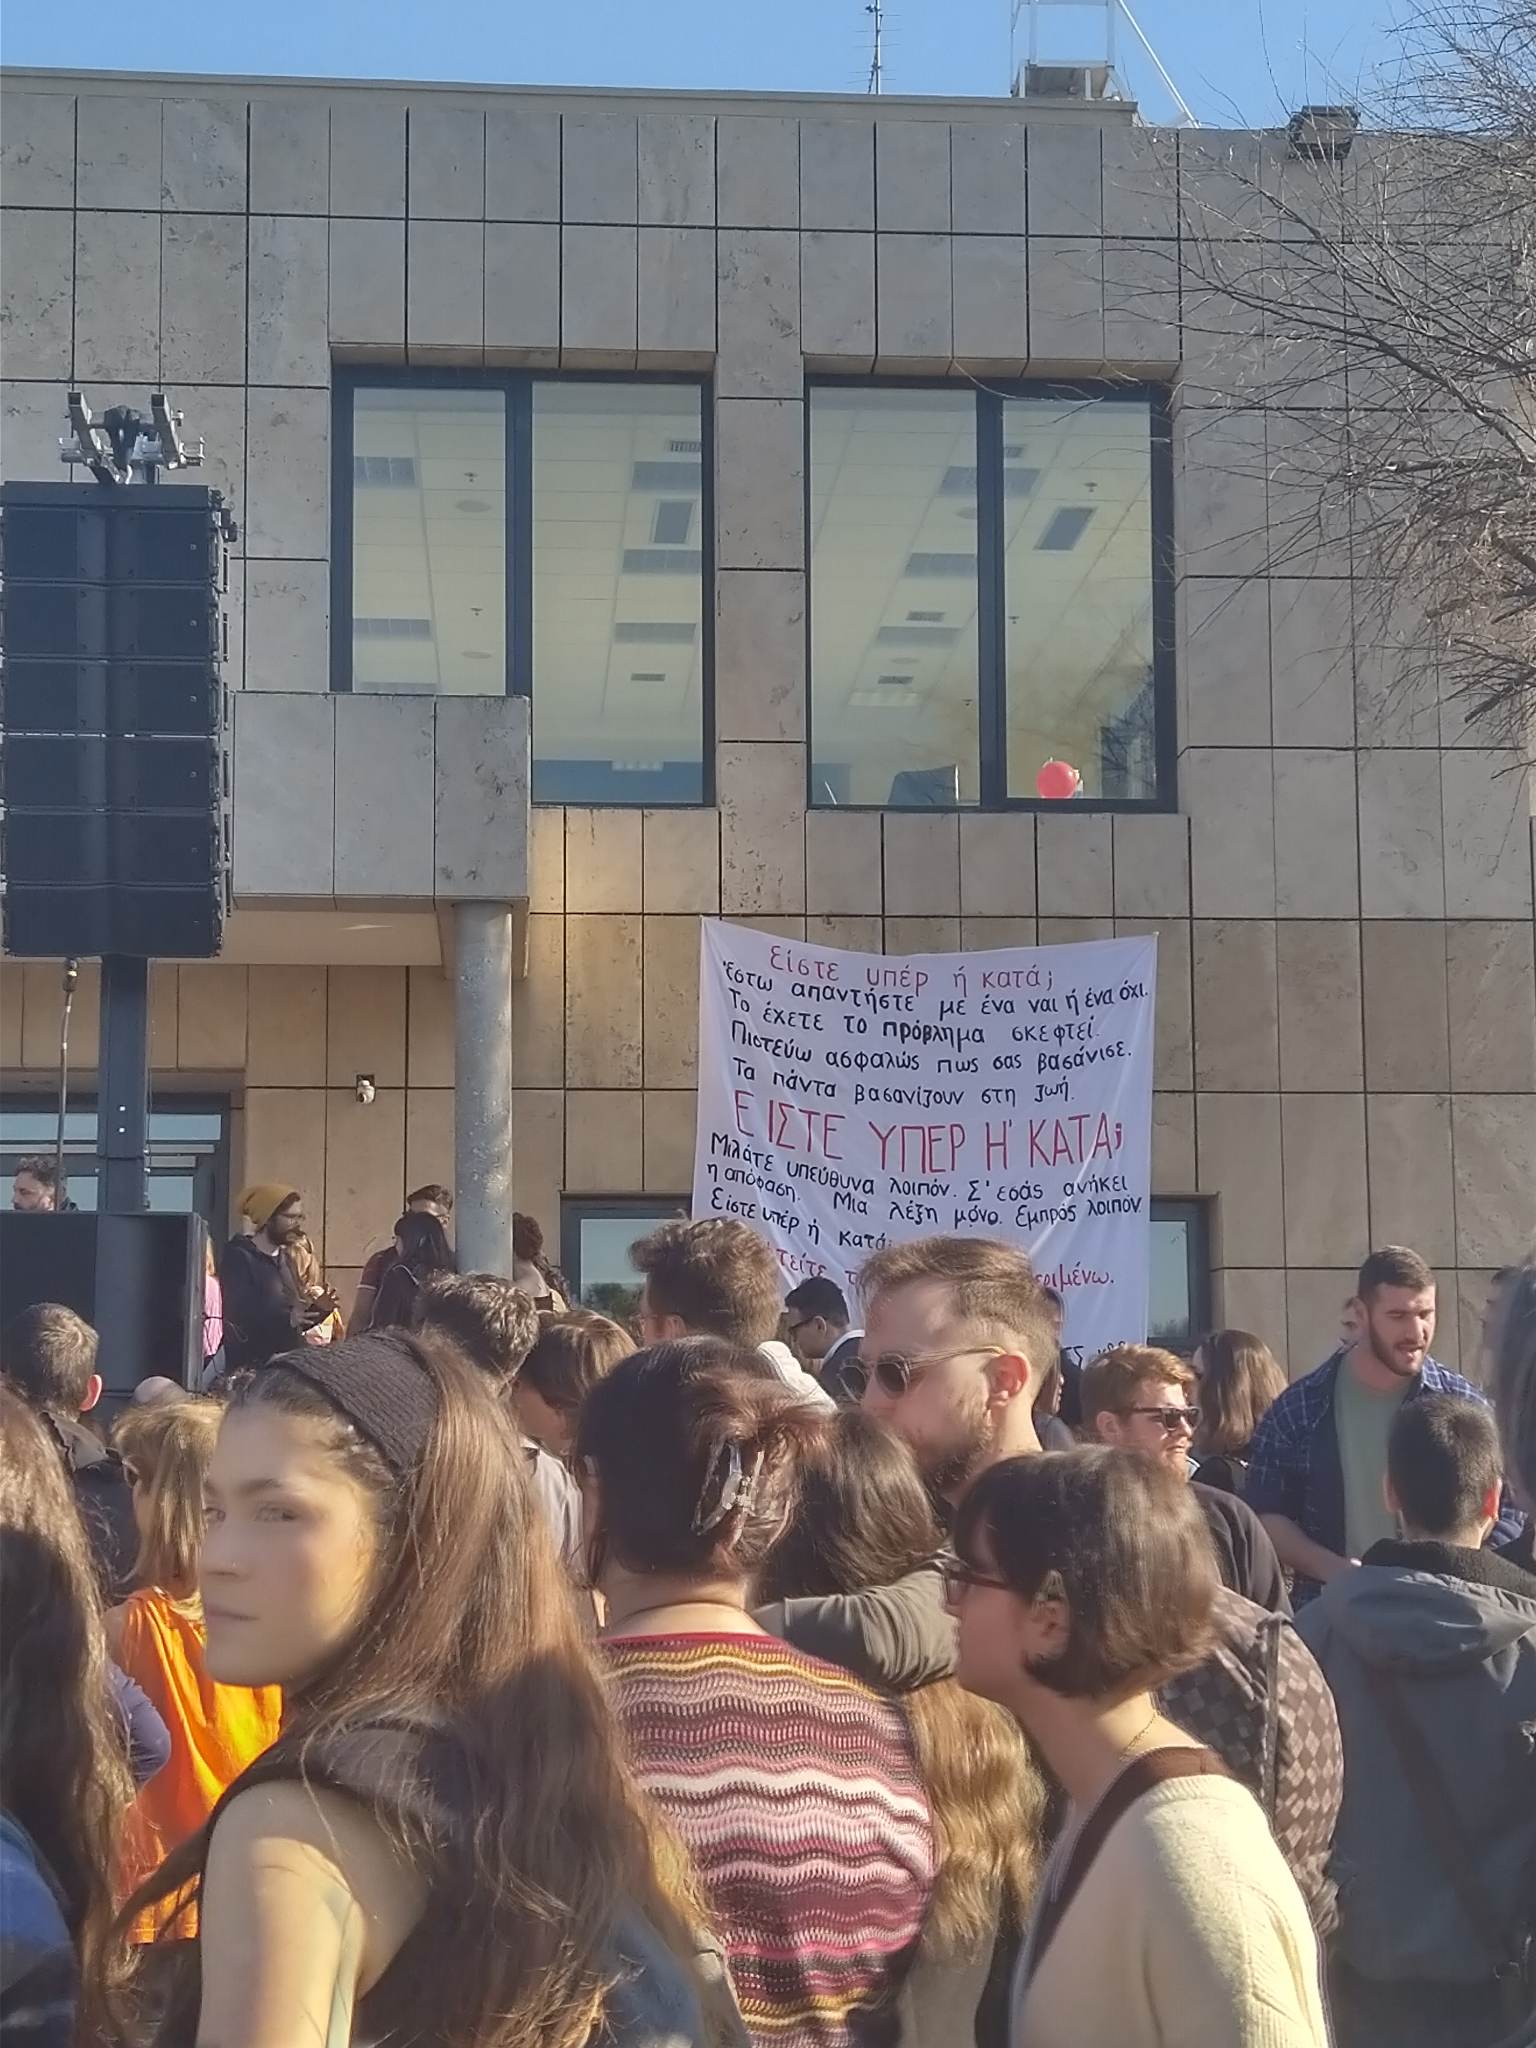 Είστε υπέρ ή κατά;
Έστω απαντήστε με ένα ναι ή ένα όχι.
Το έχετε το πρόβλημα σκεφτεί.
Πιστεύω ασφαλώς πως σας βασάνισε.
Τα πάντα βασανίζουν στη ζωή.
ΕΙΣΤΕ ΥΠΕΡ Η' ΚΑΤΑ;
Μιλάτε υπεύθυνα λοιπόν. Σ' εσάς ανήκει
η απόφαση. Μια λέξη μόνο. Εμπρός λοιπόν.
Είστε υπέρ ή κατά;